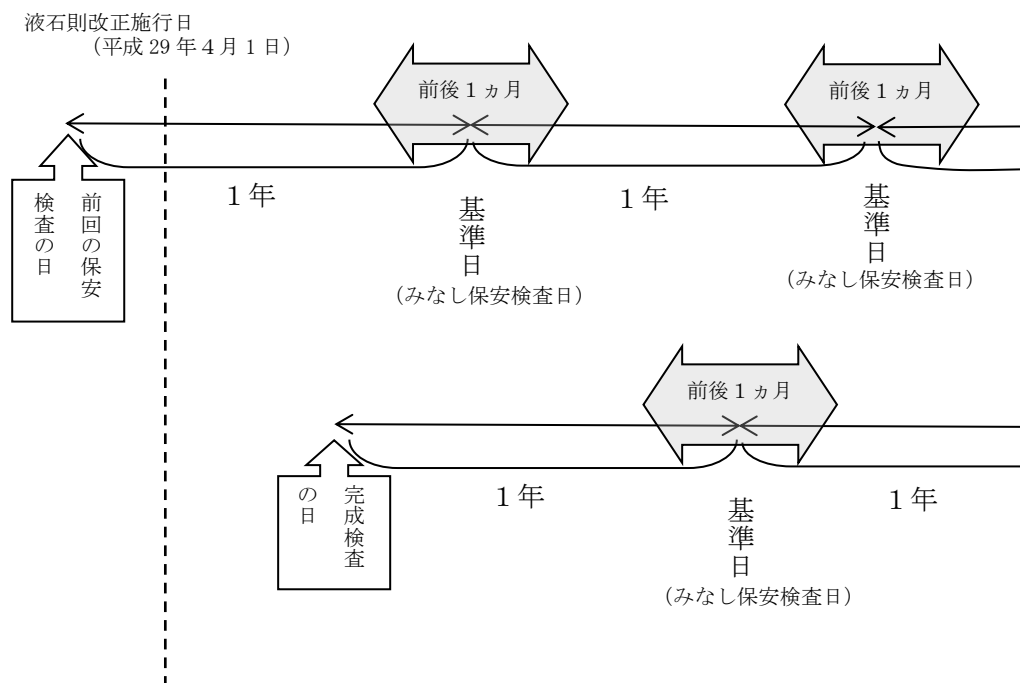 液石則改正施行日
（平成 29 年４月１日）
前後１ヵ月
前後１ヵ月
前回の保安
検査の日
１年
基準日
（みなし保安検査日）
１年
基準日
（みなし保安検査日）
前後１ヵ月
完成検査
の日
１年
基準日
（みなし保安検査日）
１年